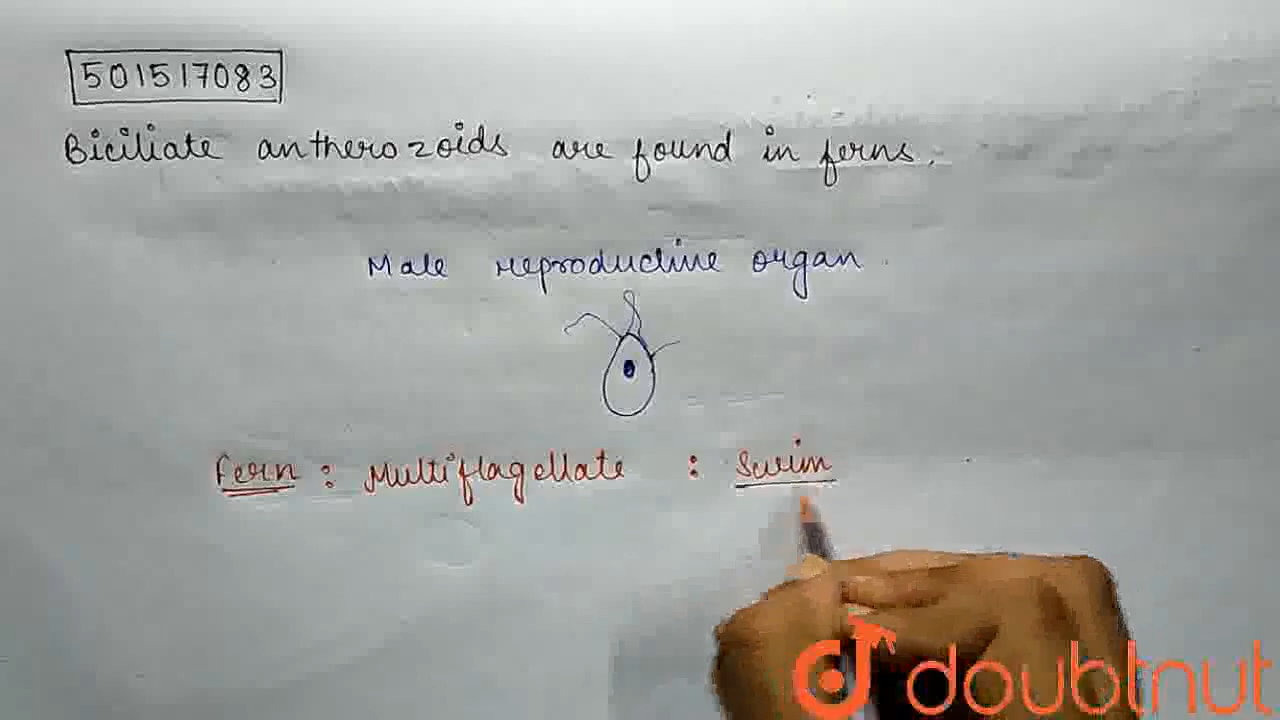 501517083
Biciliate antherozoids are found in ferns.
Male reproductive organ.
Fern : Multiflagellate : Swim
doubtnut